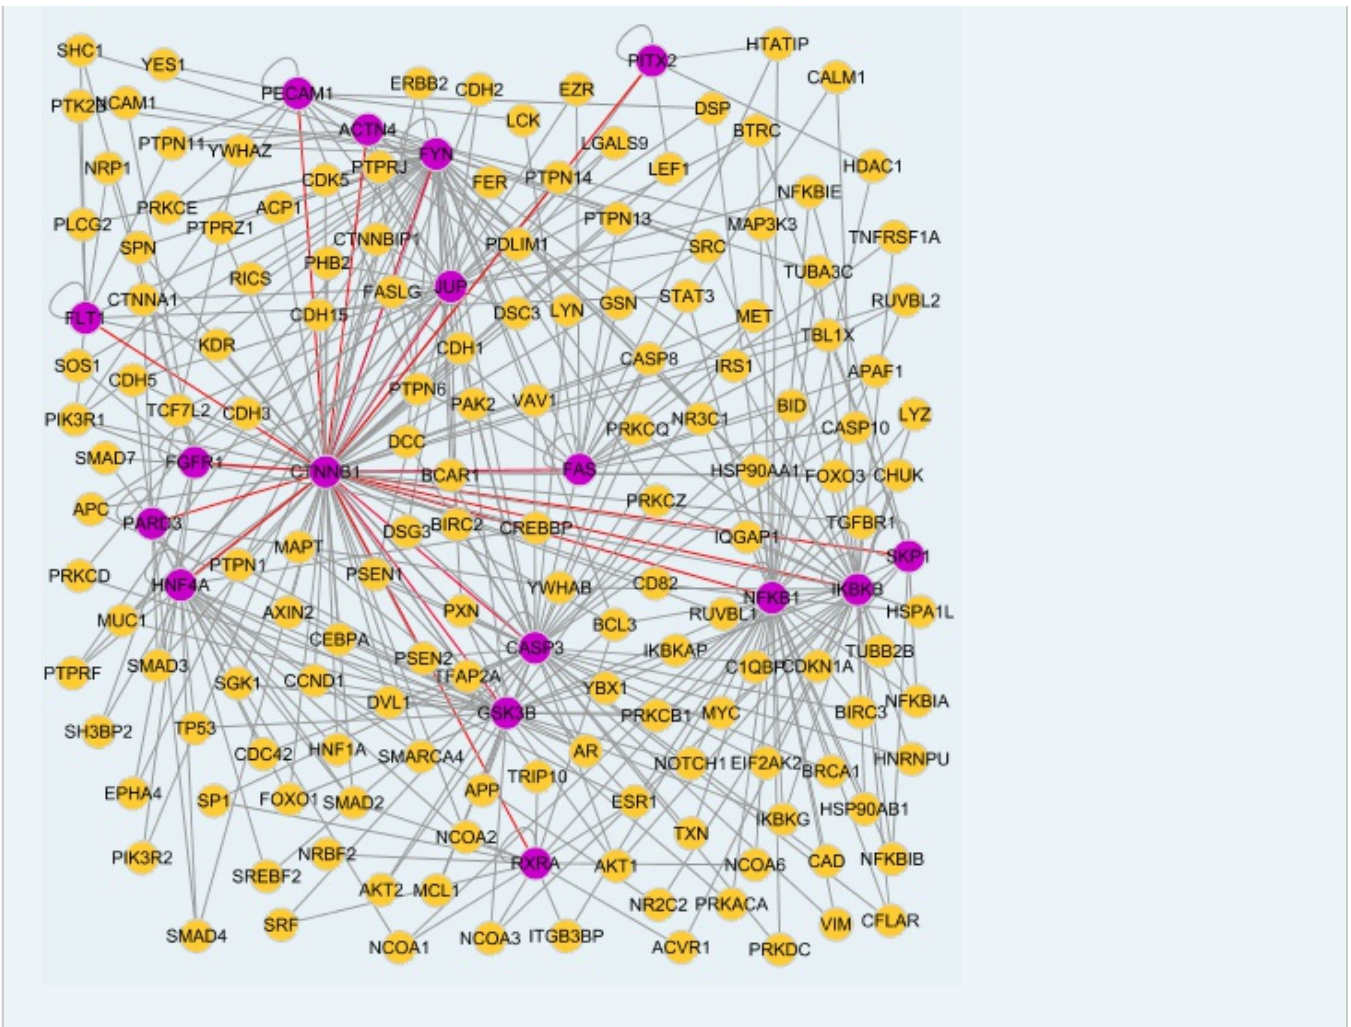 SHC1
YES1
PITX2
HTATIP
CALM1
PTK2B
NCAM1
PECAM1
ERBB2
CDH2
EZR
DSP
ACTN4
LCK
BTRC
PTPN11
YWHAZ
FYN
LGALS9
NRP1
CDK5
PTPRJ
FER
PTPN14
LEF1
HDAC1
NFKBIE
PLCG2
PRKCE
PTPRZ1
ACP1
PTPN13
MAP3K3
SPN
CTNNBIP1
PDLIM1
SRC
TNFRSF1A
RICS
PHB2
TUBA3C
FLT1
CTNNA1
CDH15
FASLG
JUP
DSC3
LYN
GSN
STAT3
MET
RUVBL2
KDR
CDH1
CASP8
TBL1X
SOS1
CDH5
IRS1
APAF1
PIK3R1
TCF7L2
CDH3
PTPN6
PAK2
VAV1
PRKCQ
NR3C1
BID
CASP10
LYZ
SMAD7
FGFR1
CTNNB1
DCC
BCAR1
FAS
HSP90AA1
FOXO3
CHUK
APC
PARD3
DSG3
BIRC2
CREBBP
PRKCZ
IQGAP1
TGFBR1
PRKCD
HNF4A
PTPN1
MAPT
PSEN1
YWHAB
CD82
NFKB1
IKBKB
SKP1
MUC1
AXIN2
CEBPA
PXN
BCL3
RUVBL1
HSPA1L
PTPRF
SMAD3
SGK1
CCND1
PSEN2
TFAP2A
CASP3
IKBKAP
C1QBP
CDKN1A
TUBB2B
SH3BP2
TP53
DVL1
GSK3B
YBX1
PRKCB1
MYC
BIRC3
NFKBIA
CDC42
HNF1A
SMARCA4
AR
NOTCH1
EIF2AK2
BRCA1
HNRNPU
EPHA4
SP1
FOXO1
SMAD2
APP
TRIP10
ESR1
IKBKG
HSP90AB1
PIK3R2
SREBF2
NRBF2
NCOA2
RXRA
AKT1
TXN
NCOA6
CAD
NFKBIB
SMAD4
SRF
AKT2
MCL1
NR2C2
PRKACA
VIM
CFLAR
NCOA1
NCOA3
ITGB3BP
ACVR1
PRKDC